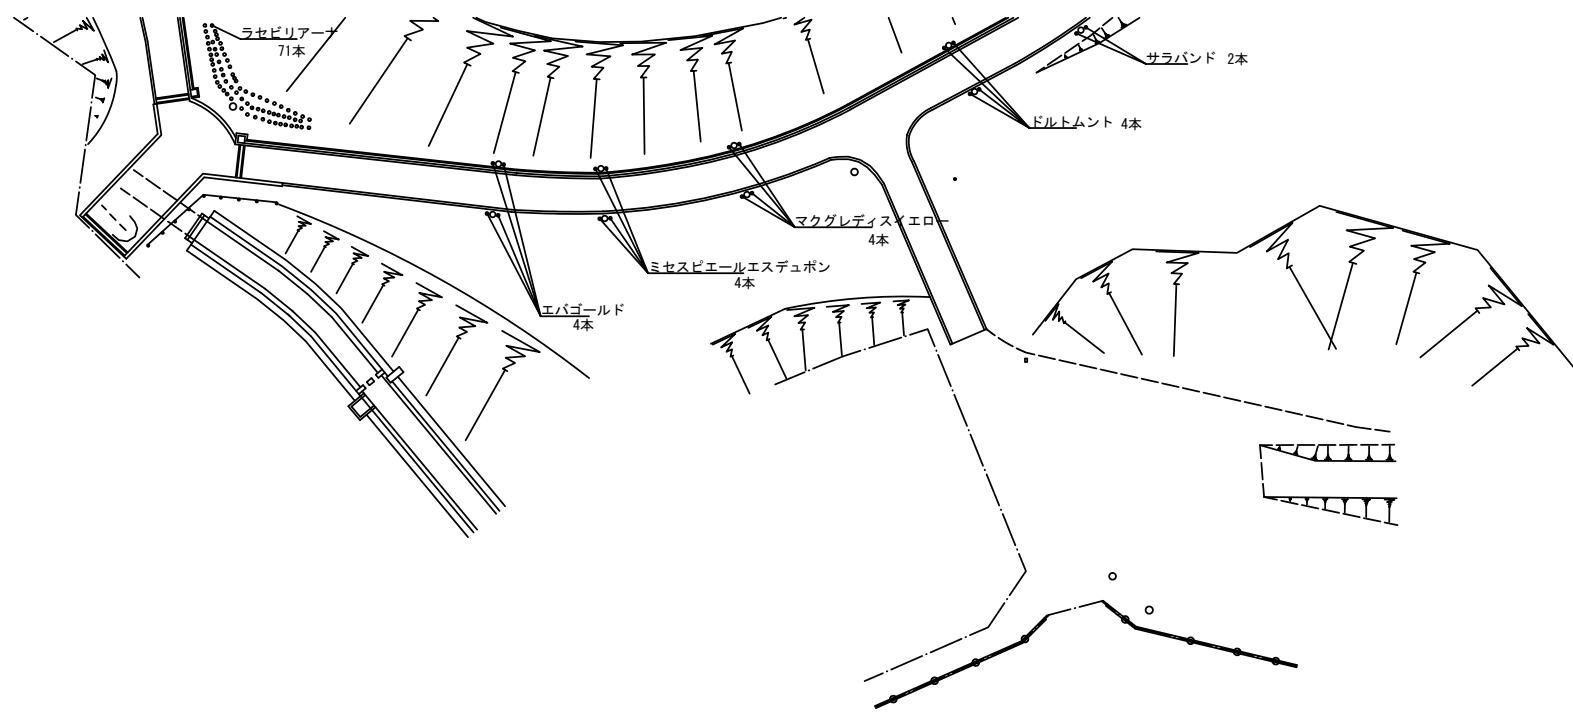 ラセビリアーナ
71本
サラバンド 2本
ドルトムント 4本
マクグレディスイエロー
4本
ミセスピエールエスデュポン
4本
エバゴールド
4本